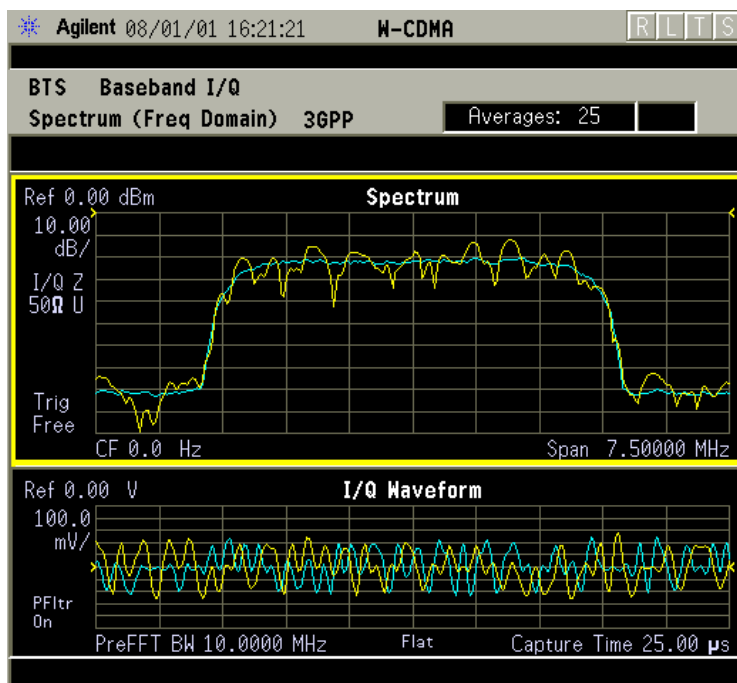 Agilent 08/01/01 16:21:21 W-CDMA R L T S
BTS Baseband I/Q
Spectrum (Freq Domain) 3GPP Averages: 25
Ref 0.00 dBm Spectrum
10.00
dB/
I/Q Z
50Ω U
Trig
Free
CF 0.0 Hz Span 7.50000 MHz
Ref 0.00 V I/Q Waveform
100.0
mV/
PFltr
On
PreFFT BW 10.0000 MHz Flat Capture Time 25.00 µs